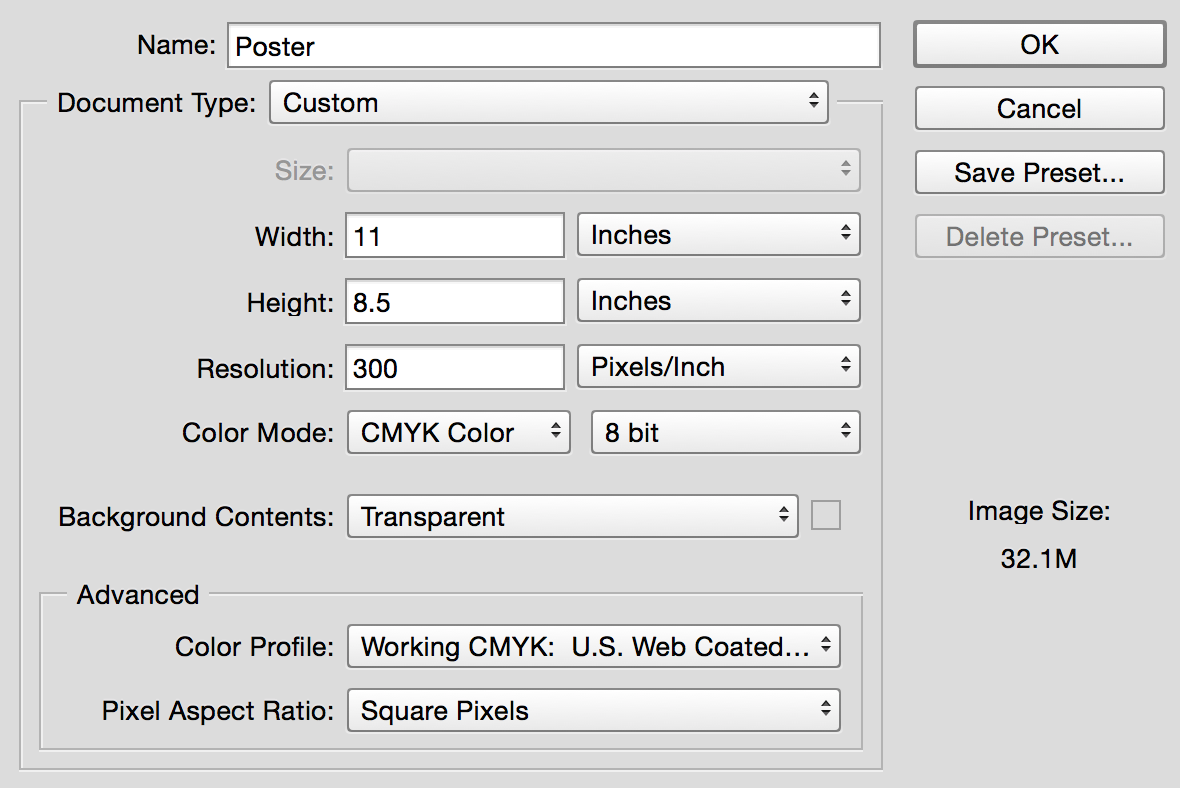 Name: Poster OK
Document Type: Custom Cancel
Size: Save Preset...
Width: 11 Inches Delete Preset...
Height: 8.5 Inches
Resolution: 300 Pixels/Inch
Color Mode: CMYK Color 8 bit
Background Contents: Transparent Image Size:
32.1M
Advanced
Color Profile: Working CMYK: U.S. Web Coated...
Pixel Aspect Ratio: Square Pixels